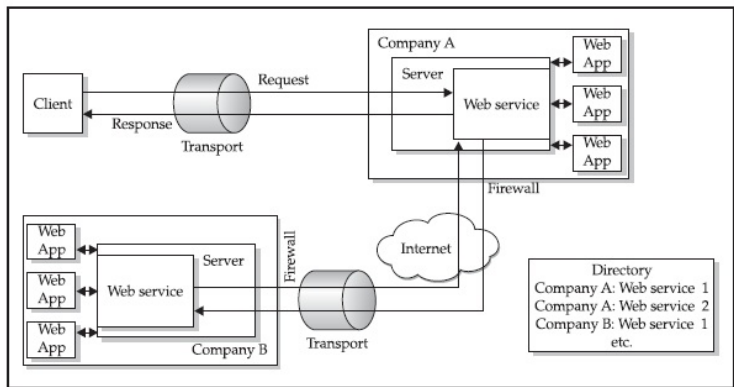 Company A
Web
App
Server
Client
Request
Web service
Web
App
Response
Transport
Web
App
Firewall
Web
App
Server
Firewall
Internet
Web
App
Web service
Web
App
Company B
Transport
Directory
Company A: Web service 1
Company A: Web service 2
Company B: Web service 1
etc.